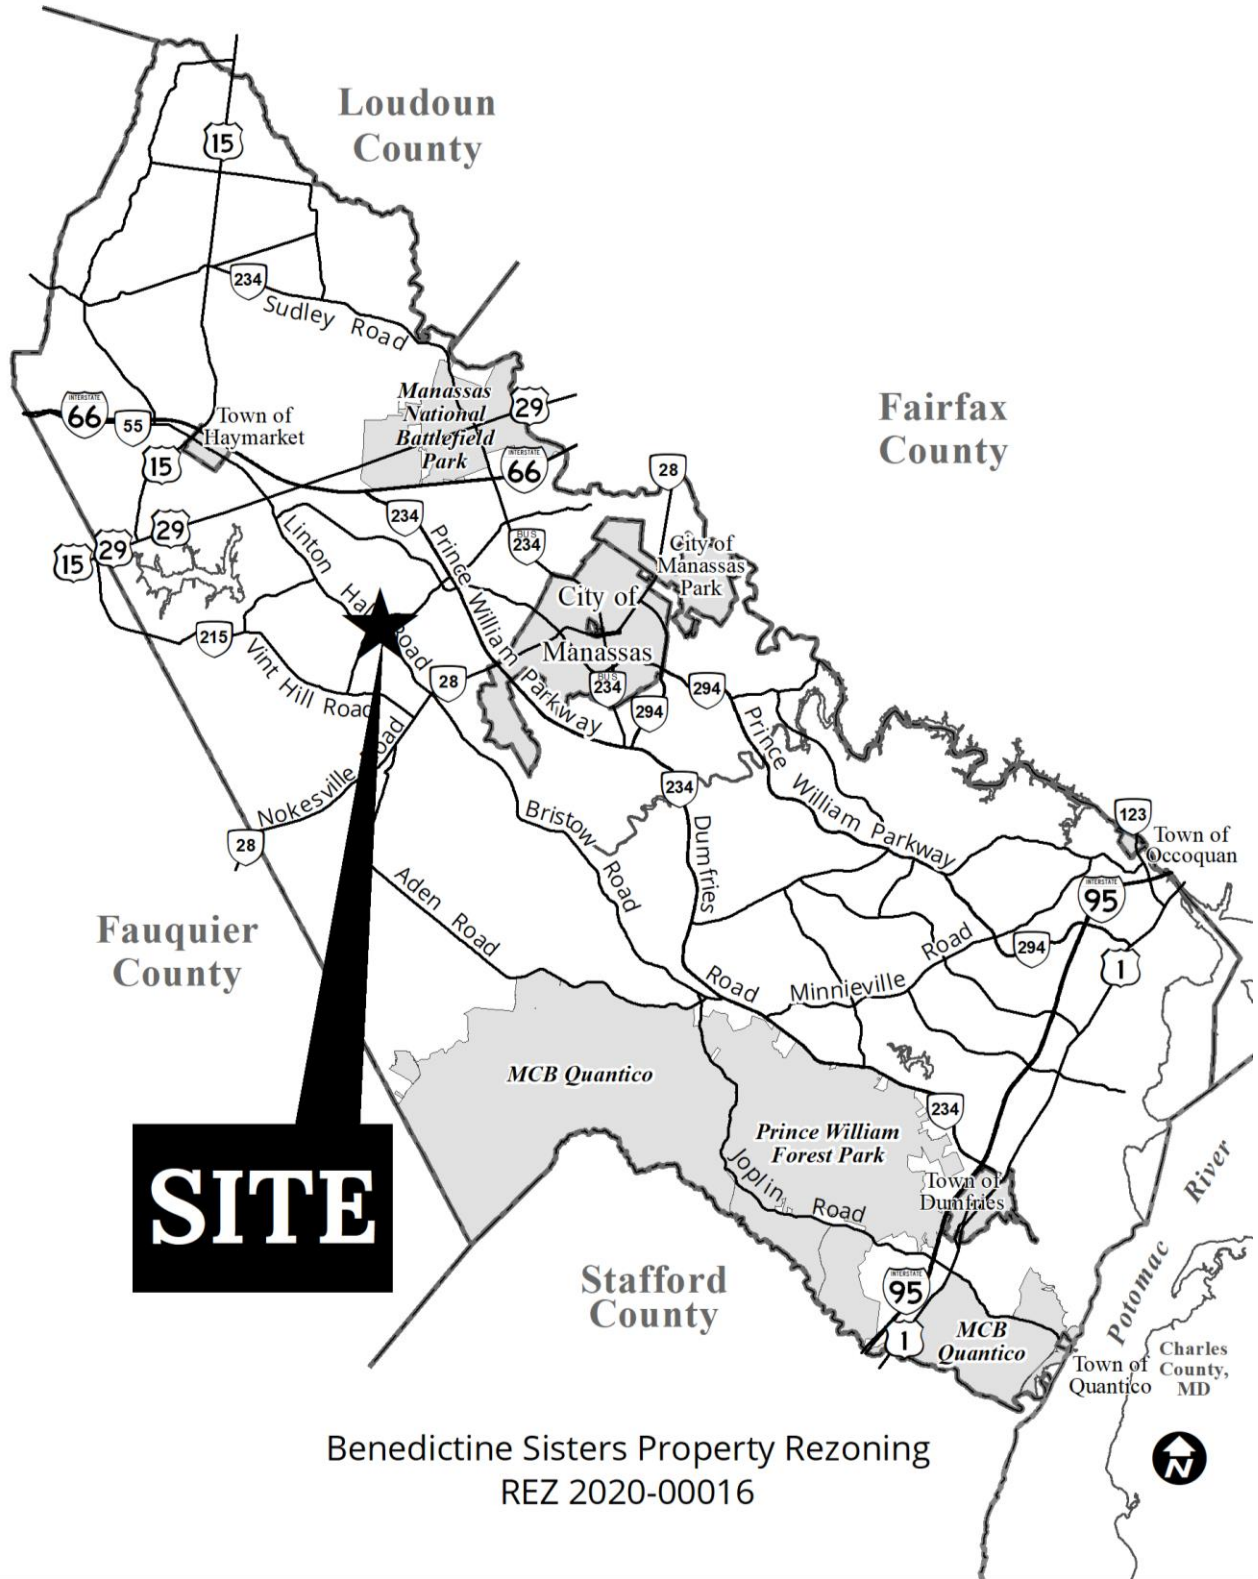 Loudoun
County
15
234
Sudley Road
Manassas
National
Battlefield
Park
29
Fairfax
County
INTERSTATE
66
55
Town of
Haymarket
15
INTERSTATE
66
28
234
Prince William Parkway
BUS
234
City of
Manassas
Park
29
29
15
Linton Hall Road
City of
Manassas
215
Vint Hill Road
28
BUS
234
294
294
Prince William Parkway
Nokesville Road
28
234
Dumfries
Road
Bristow
Road
123
Town of
Occoquan
INTERSTATE
95
Aden Road
Fauquier
County
294
1
Minnieville Road
MCB Quantico
234
Prince William
Forest Park
Joplin Road
Town of
Dumfries
SITE
Stafford
County
INTERSTATE
95
1
MCB
Quantico
Potomac River
Town of
Quantico
Charles
County,
MD
Benedictine Sisters Property Rezoning
REZ 2020-00016
N